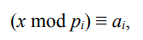 (x mod pᵢ) ≡ aᵢ,